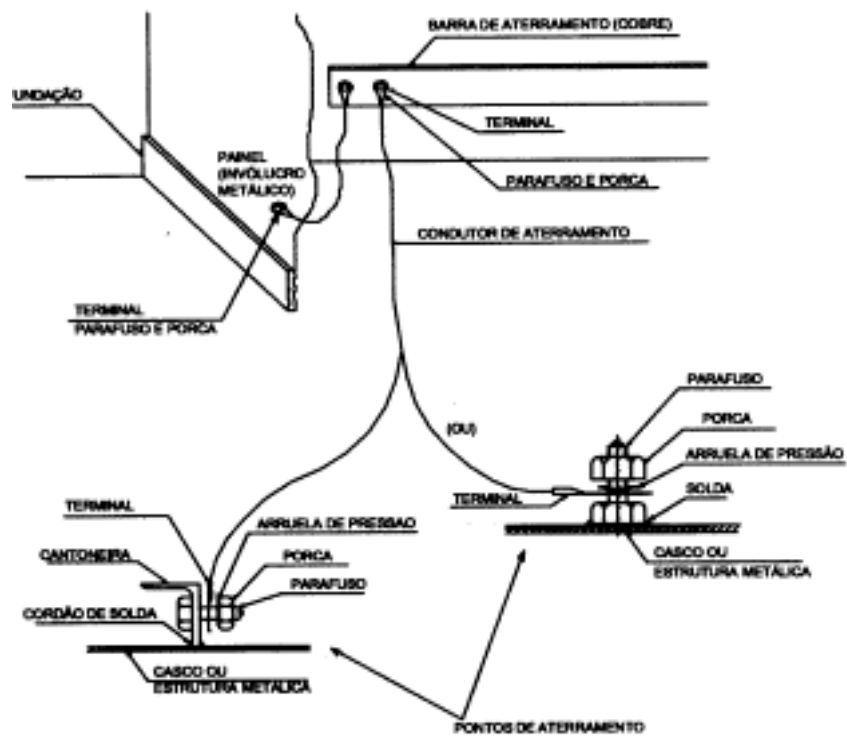 BARRA DE ATERRAMENTO (COBRE)
UNDAÇÃO
TERMINAL
PAINEL
(INVÓLUCRO
METÁLICO)
PARAFUSO E PORCA
CONDUTOR DE ATERRAMENTO
TERMINAL
PARAFUSO E PORCA
PARAFUSO
(OU)
PORCA
ARRUELA DE PRESSÃO
SOLDA
TERMINAL
CASCO OU
ESTRUTURA METÁLICA
TERMINAL
ARRUELA DE PRESSAO
CANTONEIRA
PORCA
PARAFUSO
CORDÃO DE SOLDA
CASCO OU
ESTRUTURA METÁLICA
PONTOS DE ATERRAMENTO